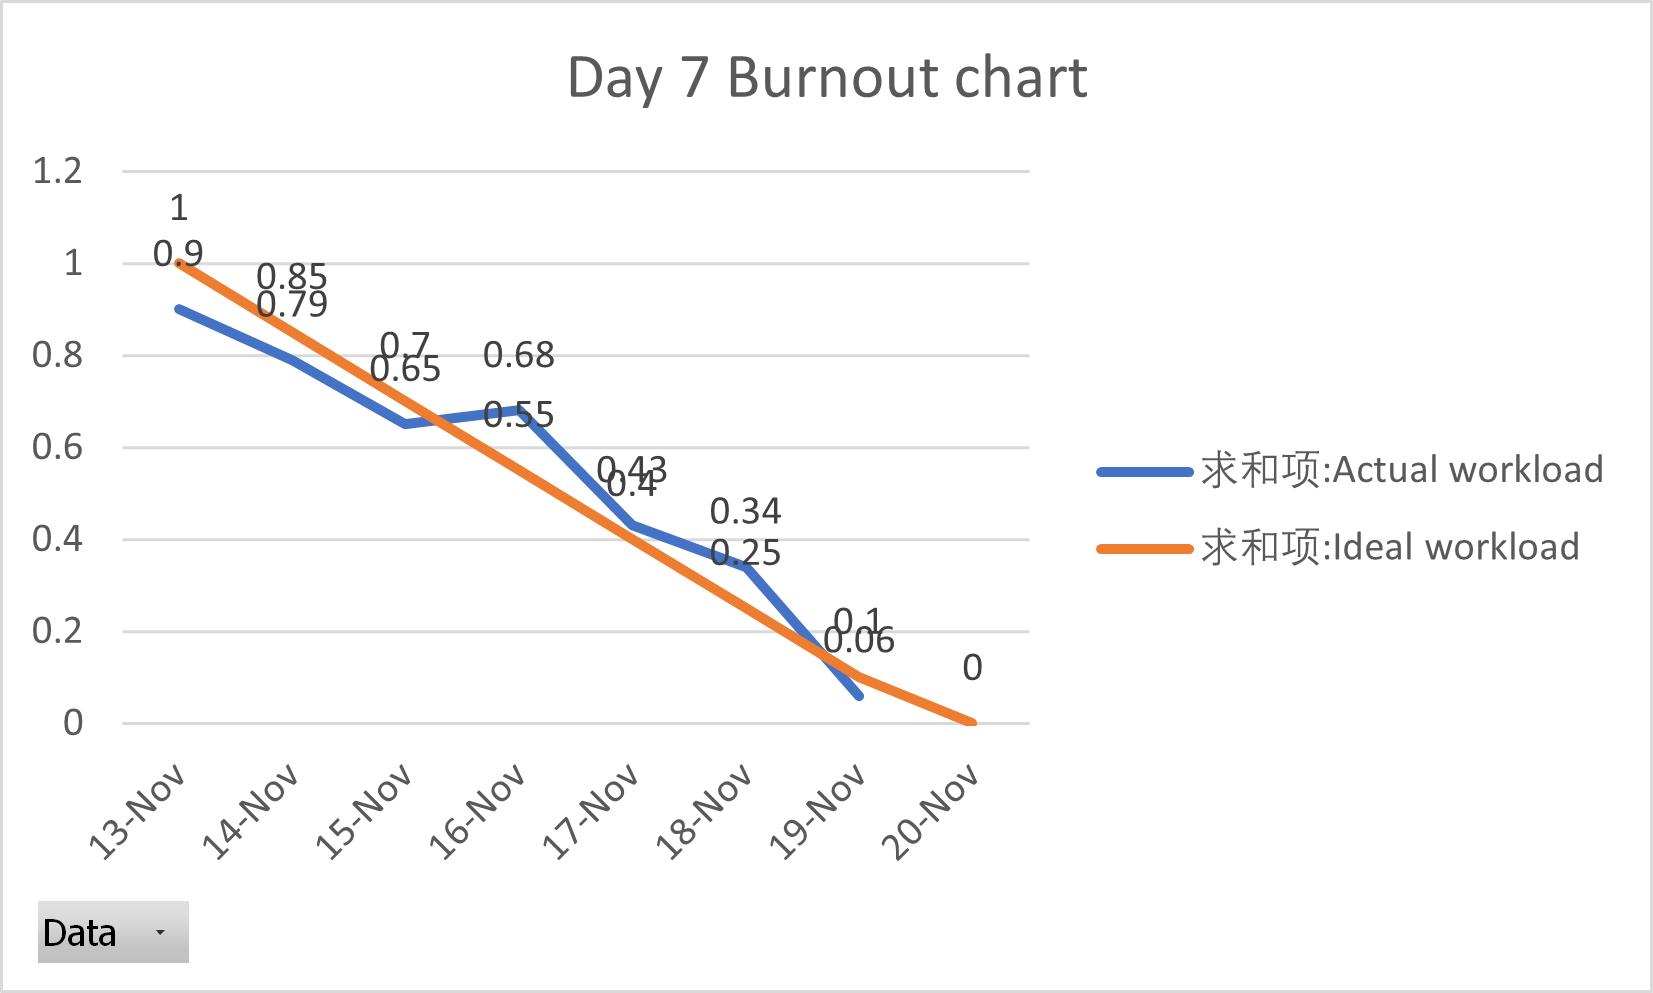 Day 7 Burnout chart
1.2
1
0.8
0.6
0.4
0.2
0
1
0.9
0.85
0.79
0.7
0.65
0.68
0.55
0.43
0.4
0.34
0.25
0.1
0.06
0
13-Nov
14-Nov
15-Nov
16-Nov
17-Nov
18-Nov
19-Nov
20-Nov
求和项:Actual workload
求和项:Ideal workload
Data